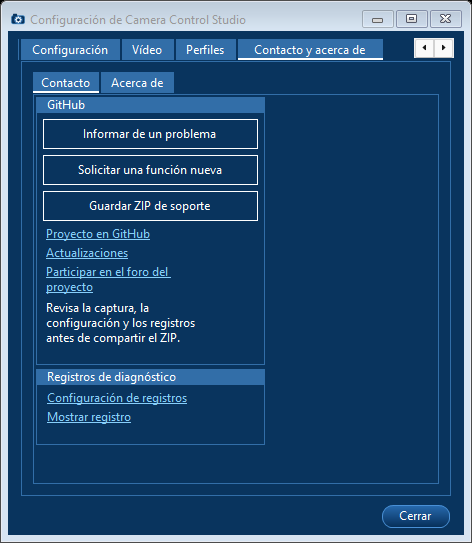 Configuración de Camera Control Studio
Configuración Vídeo Perfiles Contacto y acerca de
Contacto Acerca de
GitHub
Informar de un problema
Solicitar una función nueva
Guardar ZIP de soporte
Proyecto en GitHub
Actualizaciones
Participar en el foro del
proyecto
Revisa la captura, la
configuración y los registros
antes de compartir el ZIP.
Registros de diagnóstico
Configuración de registros
Mostrar registro
Cerrar